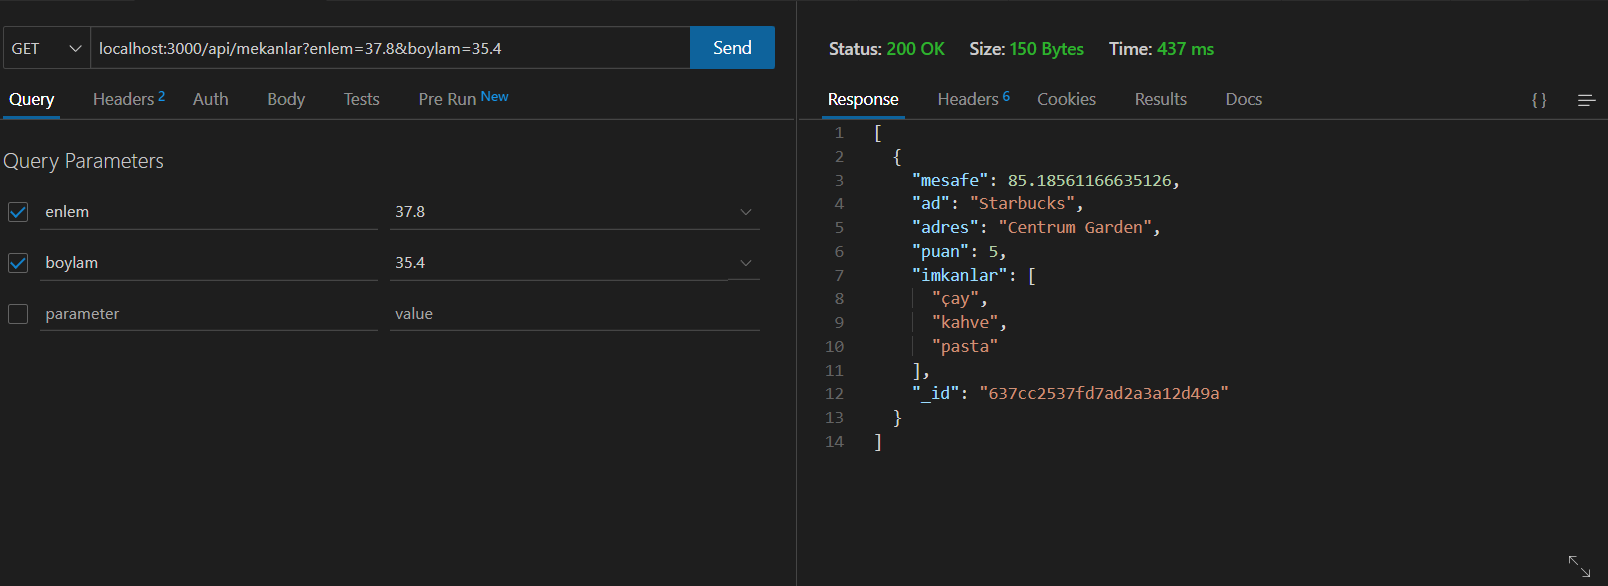 GET
localhost:3000/api/mekanlar?enlem=37.8&boylam=35.4
Send
Query
Headers 2
Auth
Body
Tests
Pre Run New
Query Parameters
enlem
37.8
boylam
35.4
parameter
value
Status: 200 OK
Size: 150 Bytes
Time: 437 ms
Response
Headers 6
Cookies
Results
Docs
{}
1 [
2 {
3 "mesafe": 85.18561166635126,
4 "ad": "Starbucks",
5 "adres": "Centrum Garden",
6 "puan": 5,
7 "imkanlar": [
8 "çay",
9 "kahve",
10 "pasta"
11 ],
12 "_id": "637cc2537fd7ad2a3a12d49a"
13 }
14 ]